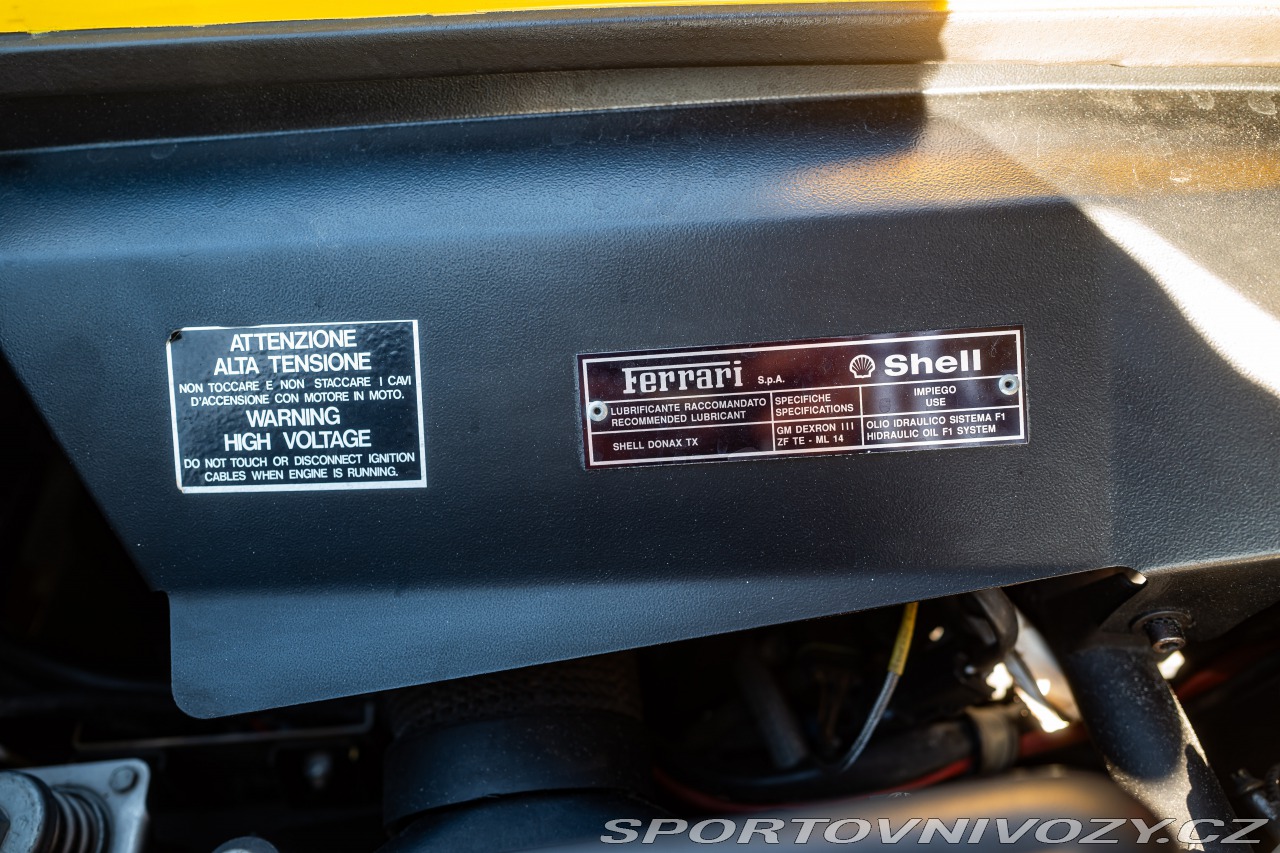 ATTENZIONE
ALTA TENSIONE
NON TOCCARE E NON STACCARE I CAVI
D'ACCENSIONE CON MOTORE IN MOTO.
WARNING
HIGH VOLTAGE
DO NOT TOUCH OR DISCONNECT IGNITION
CABLES WHEN ENGINE IS RUNNING.
Ferrari S.p.A. Shell
LUBRIFICANTE RACCOMANDATO
RECOMMENDED LUBRICANT
SPECIFICHE
SPECIFICATIONS
IMPIEGO
USE
SHELL DONAX TX
GM DEXRON III
ZF TE - ML 14
OLIO IDRAULICO SISTEMA F1
HIDRAULIC OIL F1 SYSTEM
SPORTOVNIVOZY.CZ